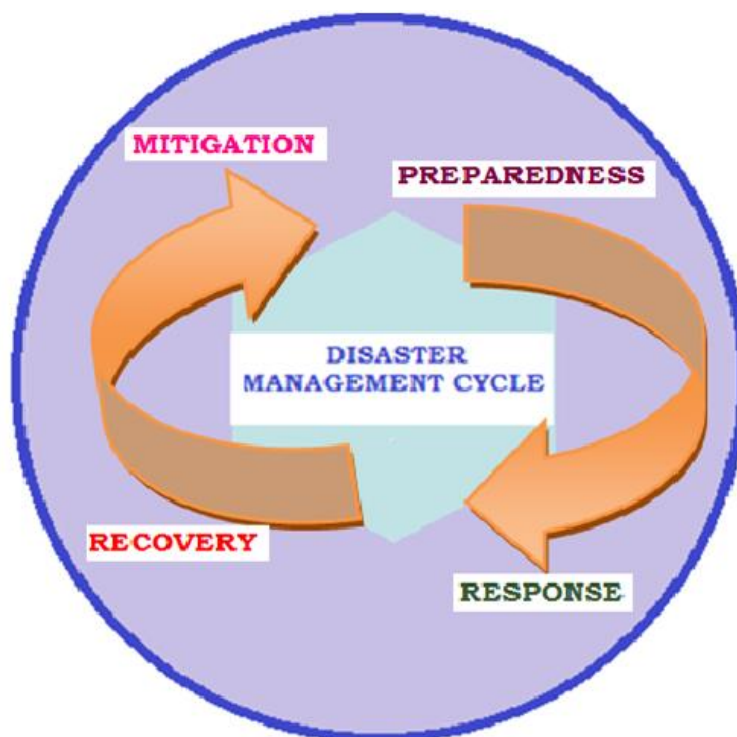 MITIGATION
PREPAREDNESS
DISASTER
MANAGEMENT CYCLE
RECOVERY
RESPONSE